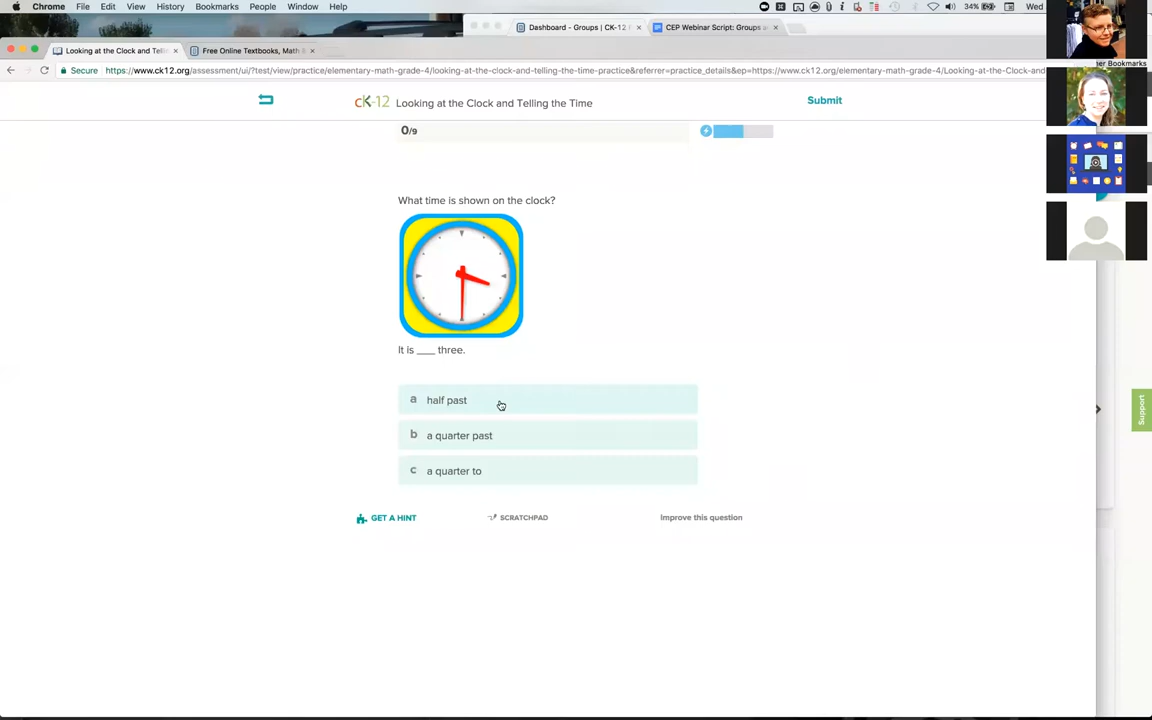 Chrome File Edit View History Bookmarks People Window Help
34%
Wed
Dashboard - Groups | CK-12
CEP Webinar Script: Groups
Looking at the Clock and Tell
Free Online Textbooks, Math
Secure https://www.ck12.org/assessment/ui/?test/view/practice/elementary-math-grade-4/looking-at-the-clock-and-telling-the-time-practice&referrer=practice_details&ep=https://www.ck12.org/elementary-math-grade-4/Looking-at-the-Clock-and-
er Bookmarks
cK-12 Looking at the Clock and Telling the Time
Submit
0/9
What time is shown on the clock?
It is ___ three.
a half past
b a quarter past
c a quarter to
GET A HINT
SCRATCHPAD
Improve this question
Support